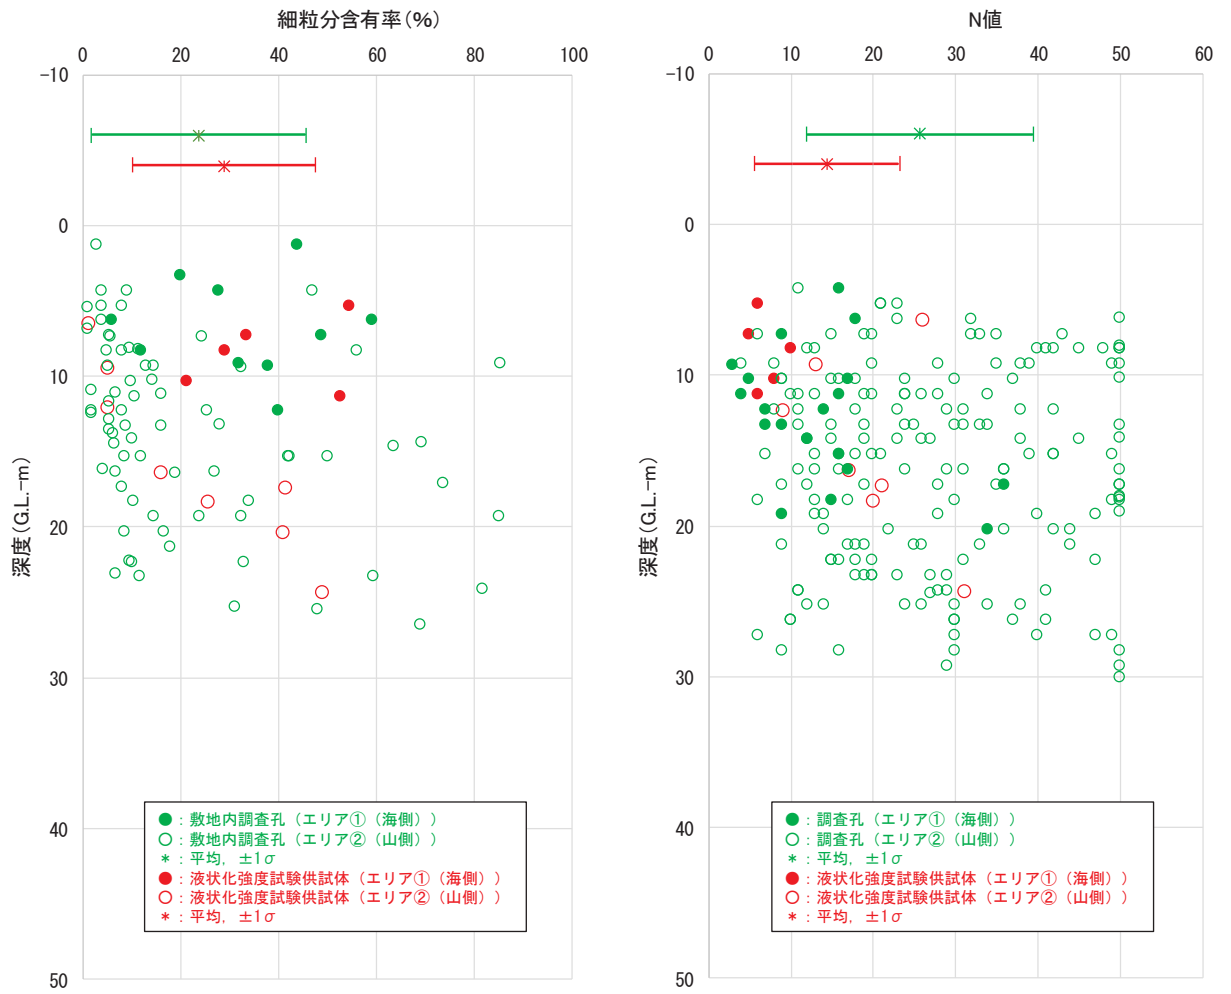 細粒分含有率(%)
0 20 40 60 80 100
-10
0
10
20
30
40
50
深度(G.L.-m)
●：敷地内調査孔（エリア①（海側））
○：敷地内調査孔（エリア②（山側））
＊：平均，±1σ
●：液状化強度試験供試体（エリア①（海側））
○：液状化強度試験供試体（エリア②（山側））
＊：平均，±1σ
N値
0 10 20 30 40 50 60
-10
0
10
20
30
40
50
深度(G.L.-m)
●：調査孔（エリア①（海側））
○：調査孔（エリア②（山側））
＊：平均，±1σ
●：液状化強度試験供試体（エリア①（海側））
○：液状化強度試験供試体（エリア②（山側））
＊：平均，±1σ